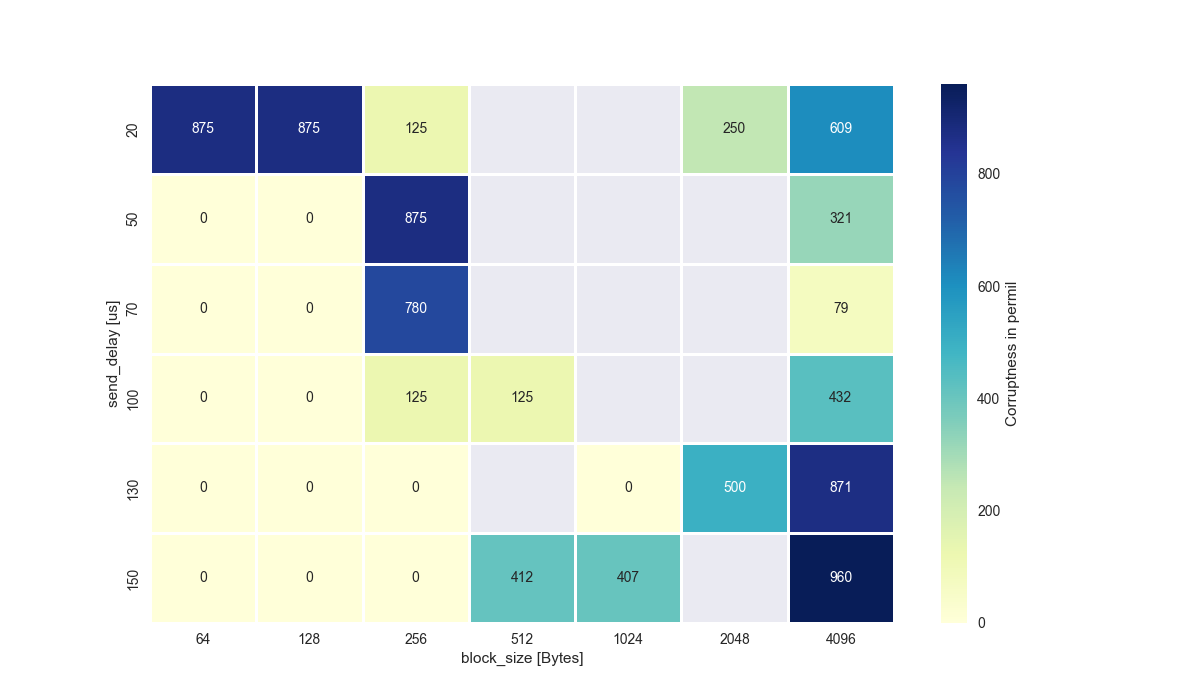 20 875 875 125 250 609
50 0 0 875 321
70 0 0 780 79
100 0 0 125 125 432
130 0 0 0 0 500 871
150 0 0 0 412 407 960
64 128 256 512 1024 2048 4096
block_size [Bytes]
send_delay [us]
800
600
400
200
0
Corruptness in permil